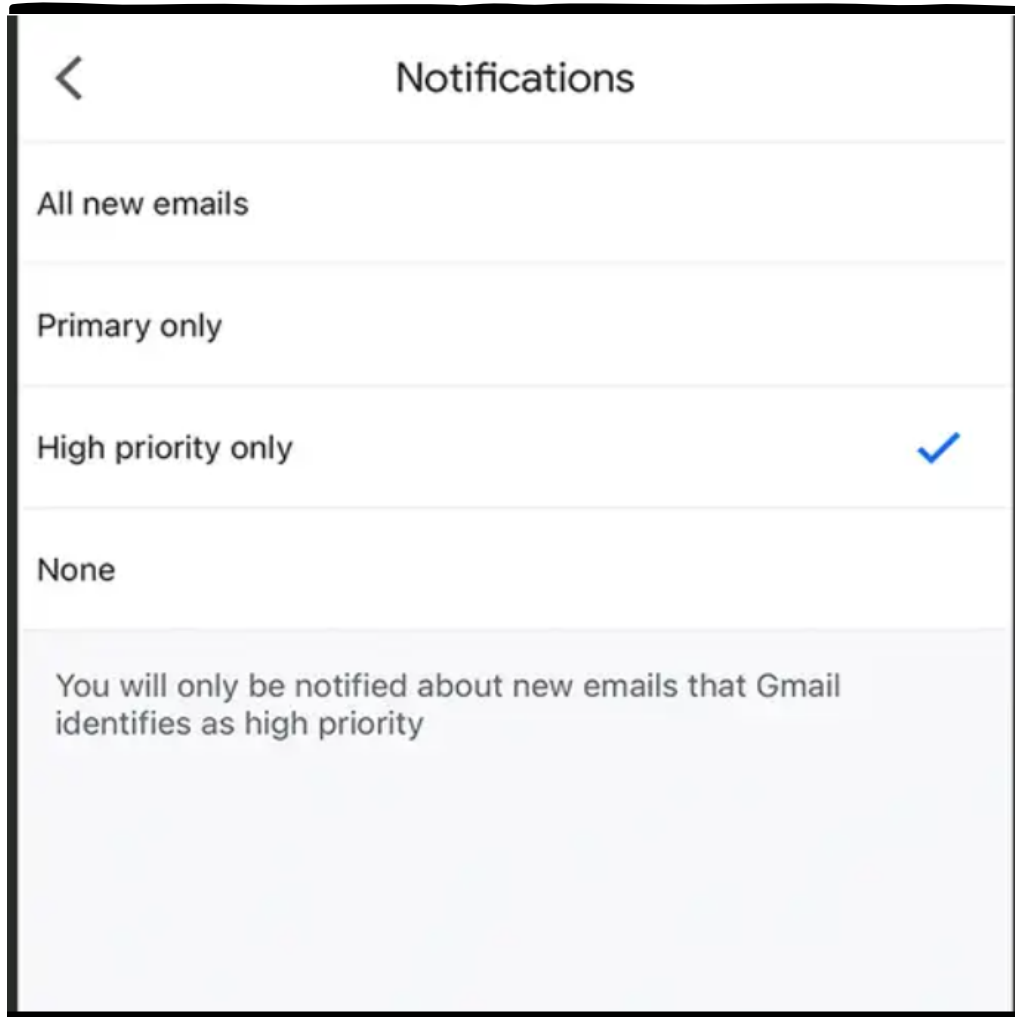 Notifications
All new emails
Primary only
High priority only
None
You will only be notified about new emails that Gmail
identifies as high priority